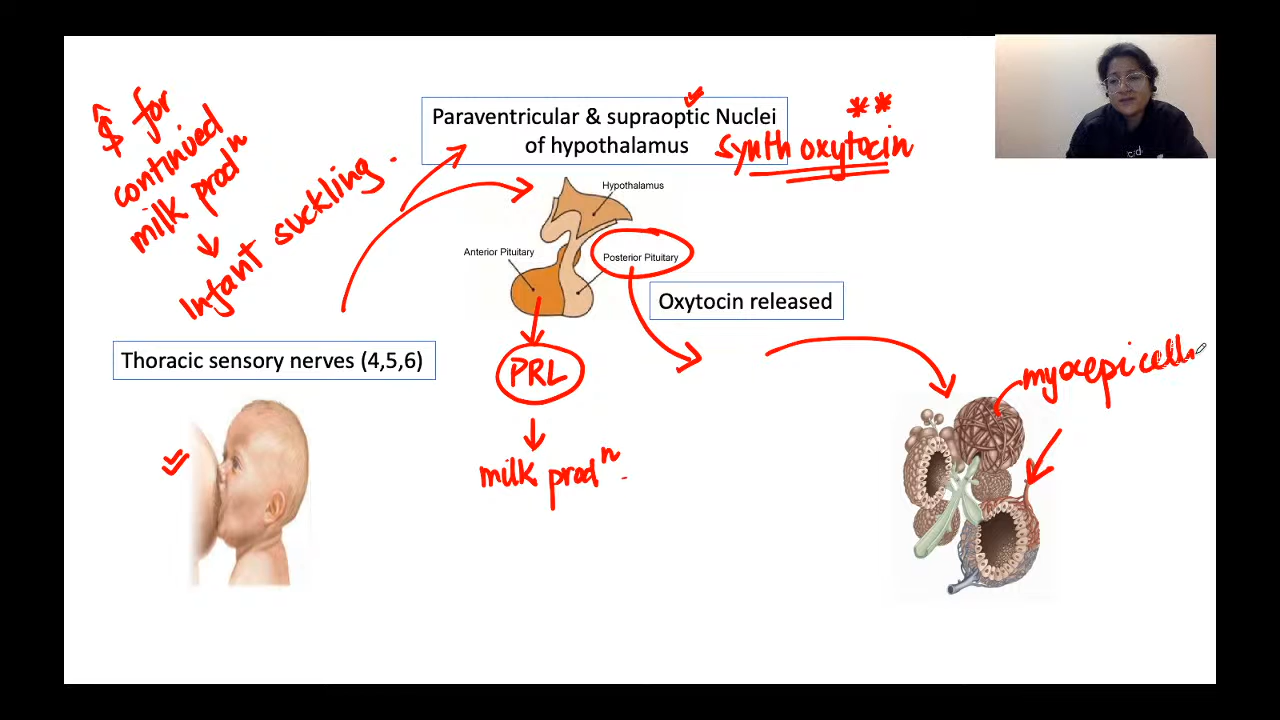 $ for
continued
milk prodn
Infant suckling.
Paraventricular & supraoptic Nuclei
of hypothalamus
**
Synth oxytocin
Hypothalamus
Anterior Pituitary
Posterior Pituitary
Oxytocin released
Thoracic sensory nerves (4,5,6)
PRL
milk prodn.
myoepi cells